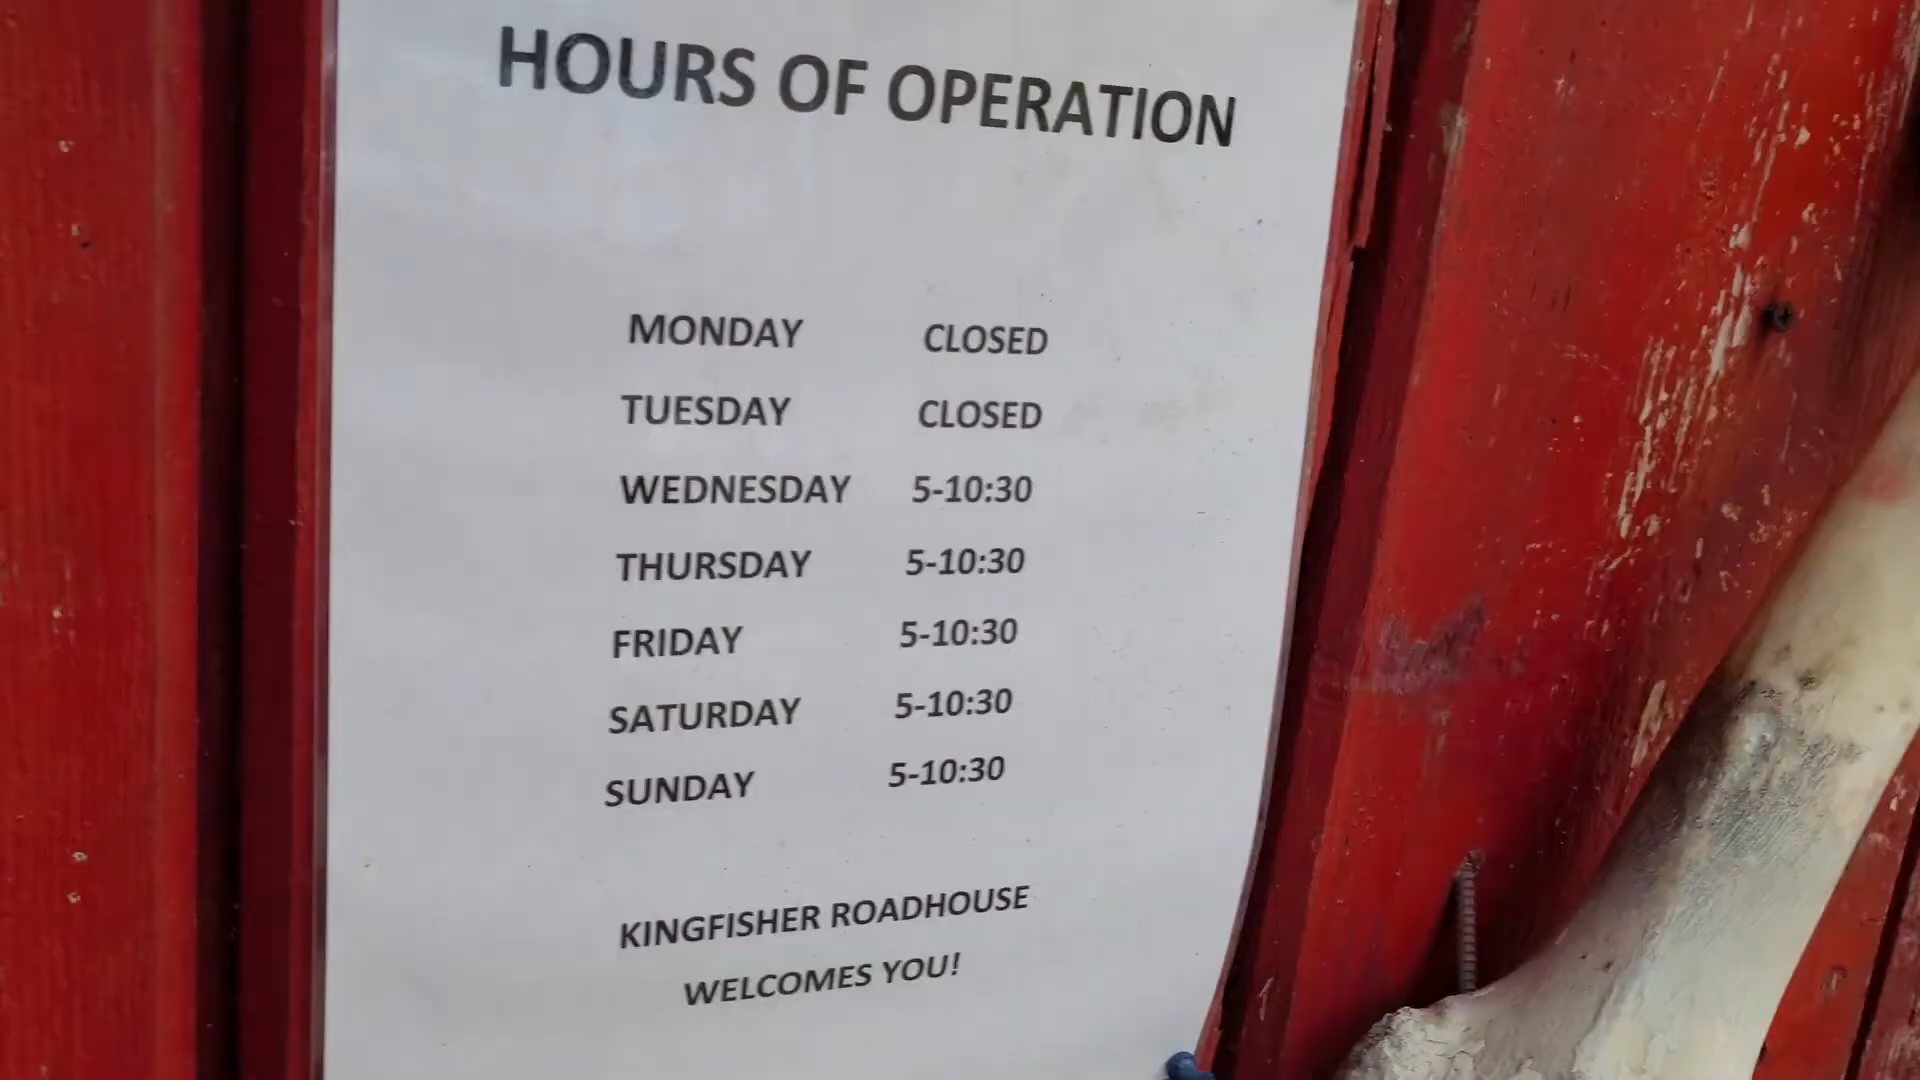 HOURS OF OPERATION
MONDAY CLOSED
TUESDAY CLOSED
WEDNESDAY 5-10:30
THURSDAY 5-10:30
FRIDAY 5-10:30
SATURDAY 5-10:30
SUNDAY 5-10:30
KINGFISHER ROADHOUSE
WELCOMES YOU!